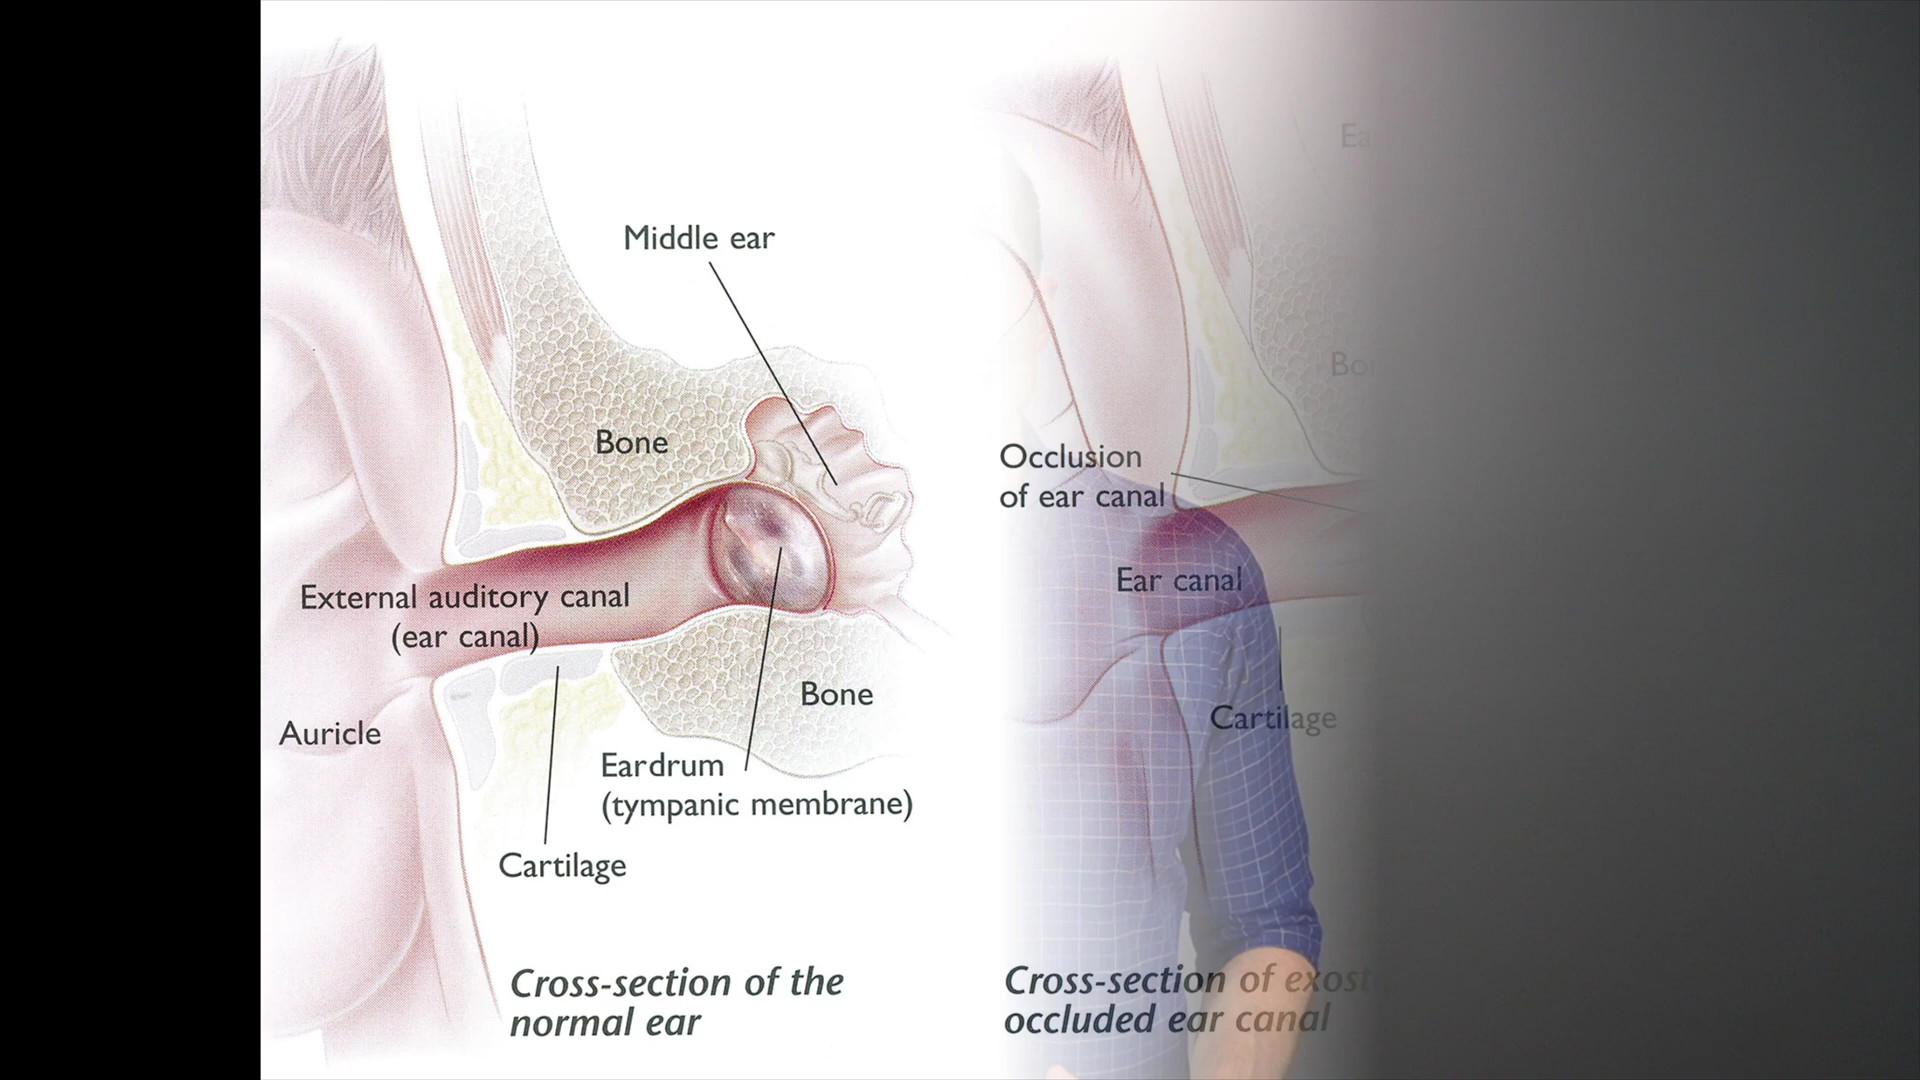 Middle ear
Bone
External auditory canal
(ear canal)
Bone
Auricle
Eardrum
(tympanic membrane)
Cartilage
Cross-section of the
normal ear
Occlusion
of ear canal
Ear canal
Cartilage
Cross-section of
occluded ear canal